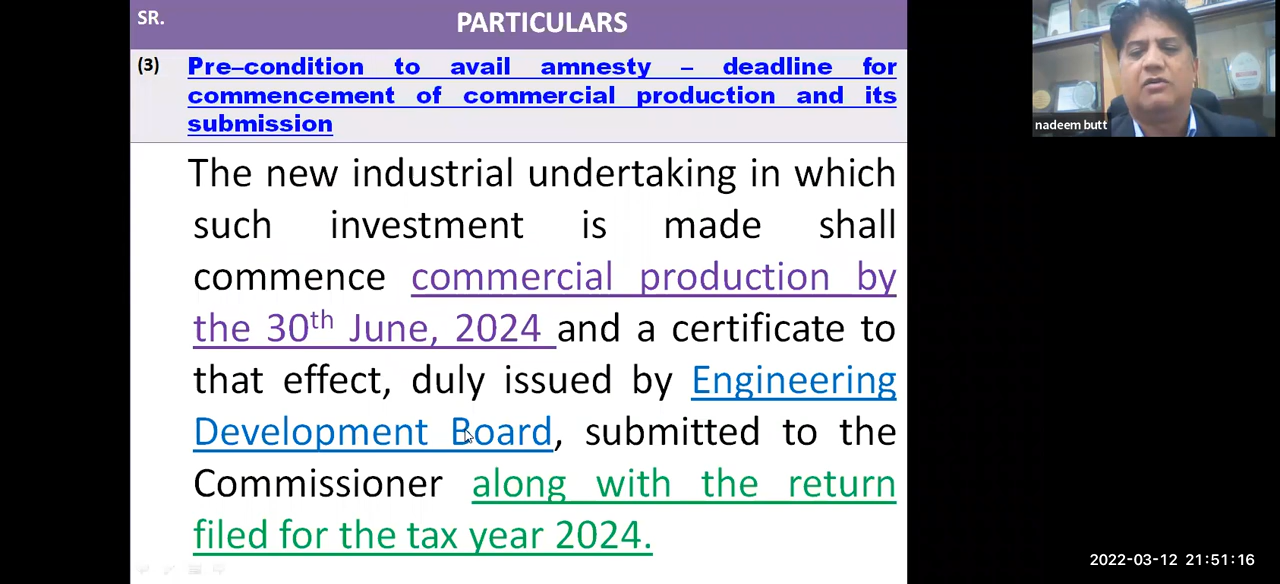 SR. PARTICULARS
(3) Pre–condition to avail amnesty – deadline for
commencement of commercial production and its
submission
The new industrial undertaking in which
such investment is made shall
commence commercial production by
the 30th June, 2024 and a certificate to
that effect, duly issued by Engineering
Development Board, submitted to the
Commissioner along with the return
filed for the tax year 2024.
nadeem butt
2022-03-12 21:51:16